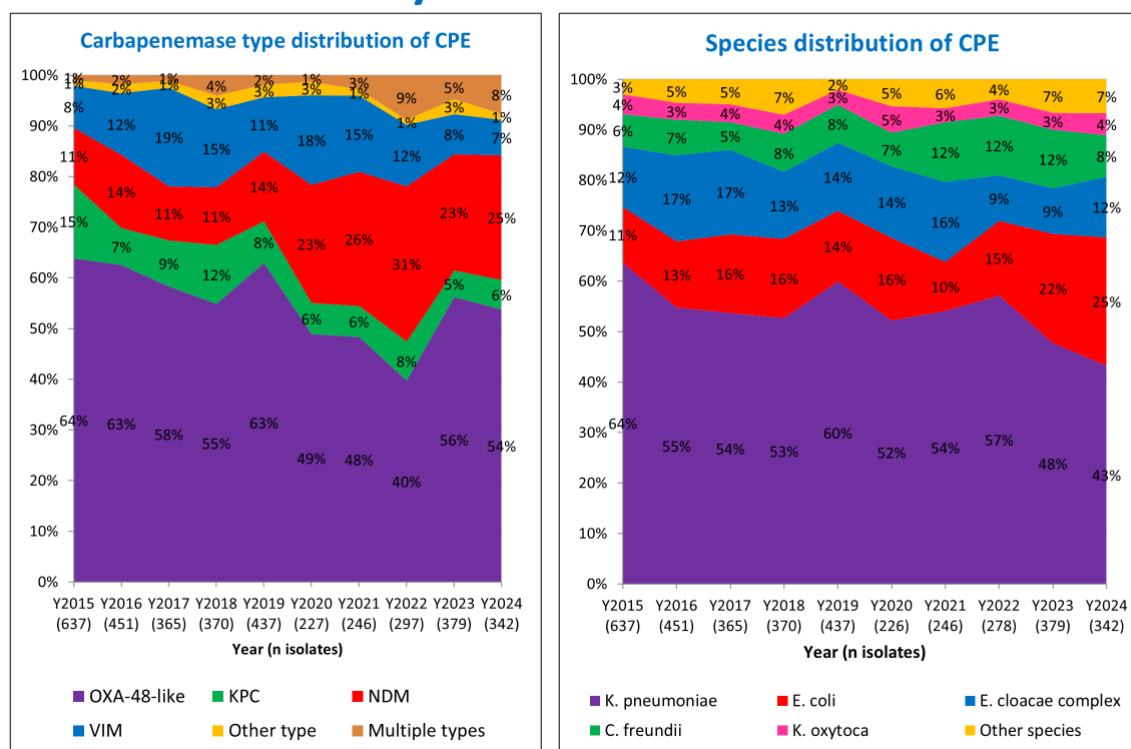 Carbapenemase type distribution of CPE
100%
90%
80%
70%
60%
50%
40%
30%
20%
10%
0%
1% 2% 1% 4% 2% 1% 3% 9% 5% 8%
1% 2% 1% 3% 3% 3% 1% 1% 3% 1%
8% 12% 19% 15% 11% 18% 15% 12% 8% 7%
11% 14% 11% 11% 14% 23% 26% 31% 23% 25%
15% 7% 9% 12% 8% 6% 6% 8% 5% 6%
64% 63% 58% 55% 63% 49% 48% 40% 56% 54%
Y2015 Y2016 Y2017 Y2018 Y2019 Y2020 Y2021 Y2022 Y2023 Y2024
(637) (451) (365) (370) (437) (227) (246) (297) (379) (342)
Year (n isolates)
OXA-48-like KPC NDM
VIM Other type Multiple types
Species distribution of CPE
100%
90%
80%
70%
60%
50%
40%
30%
20%
10%
0%
3% 5% 5% 7% 2% 5% 6% 4% 7% 7%
4% 3% 4% 4% 3% 5% 3% 3% 3% 4%
6% 7% 5% 8% 8% 7% 12% 12% 12% 8%
12% 17% 17% 13% 14% 14% 16% 9% 9% 12%
11% 13% 16% 16% 14% 16% 10% 15% 22% 25%
64% 55% 54% 53% 60% 52% 54% 57% 48% 43%
Y2015 Y2016 Y2017 Y2018 Y2019 Y2020 Y2021 Y2022 Y2023 Y2024
(637) (451) (365) (370) (437) (226) (246) (278) (379) (342)
Year (n isolates)
K. pneumoniae E. coli E. cloacae complex
C. freundii K. oxytoca Other species